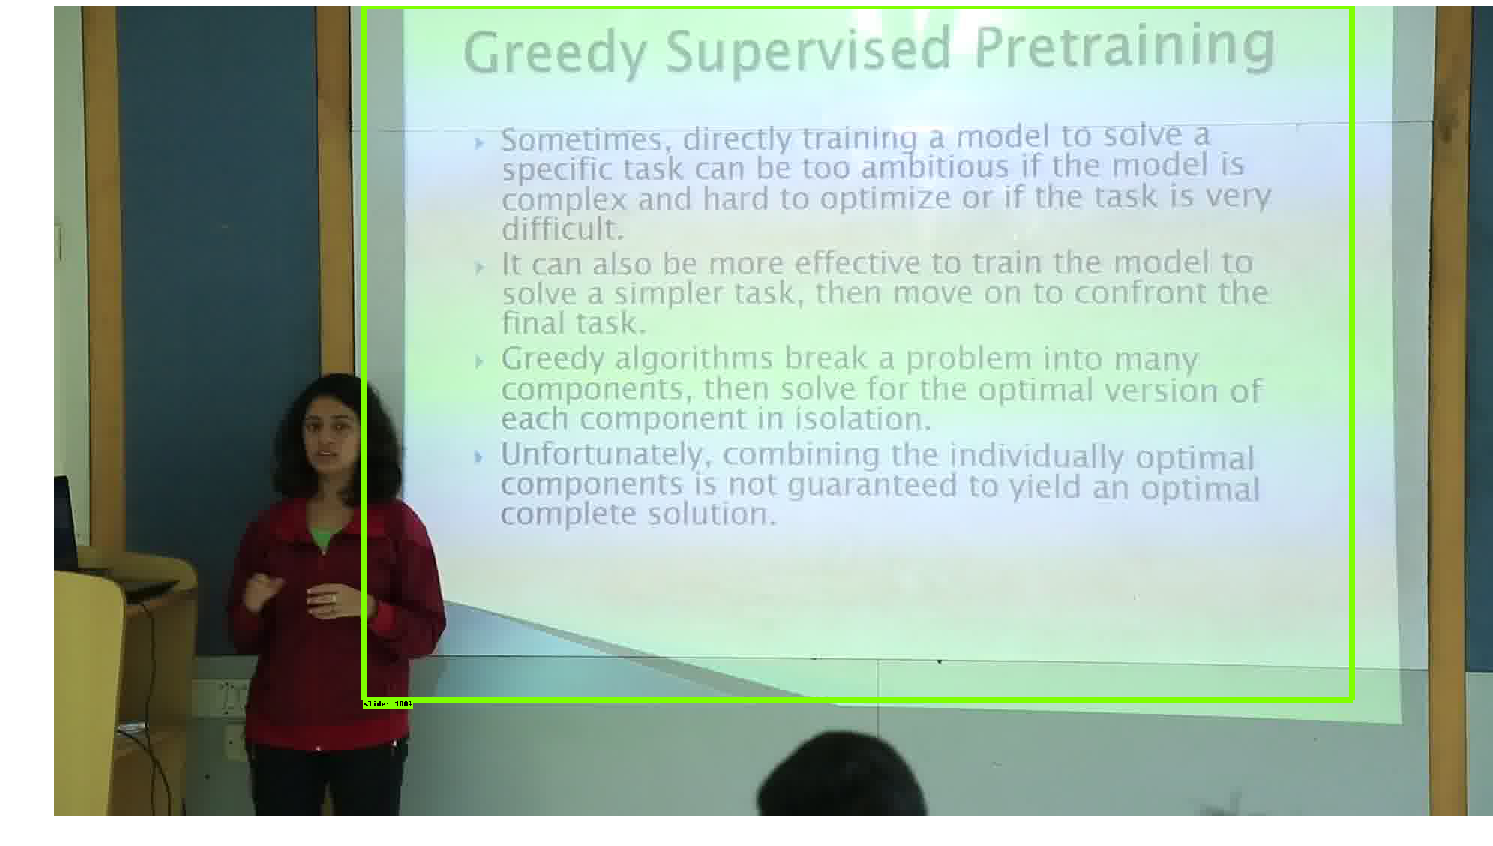 Greedy Supervised Pretraining
Sometimes, directly training a model to solve a
specific task can be too ambitious if the model is
complex and hard to optimize or if the task is very
difficult.
It can also be more effective to train the model to
solve a simpler task, then move on to confront the
final task.
Greedy algorithms break a problem into many
components, then solve for the optimal version of
each component in isolation.
Unfortunately, combining the individually optimal
components is not guaranteed to yield an optimal
complete solution.
slide: 100%